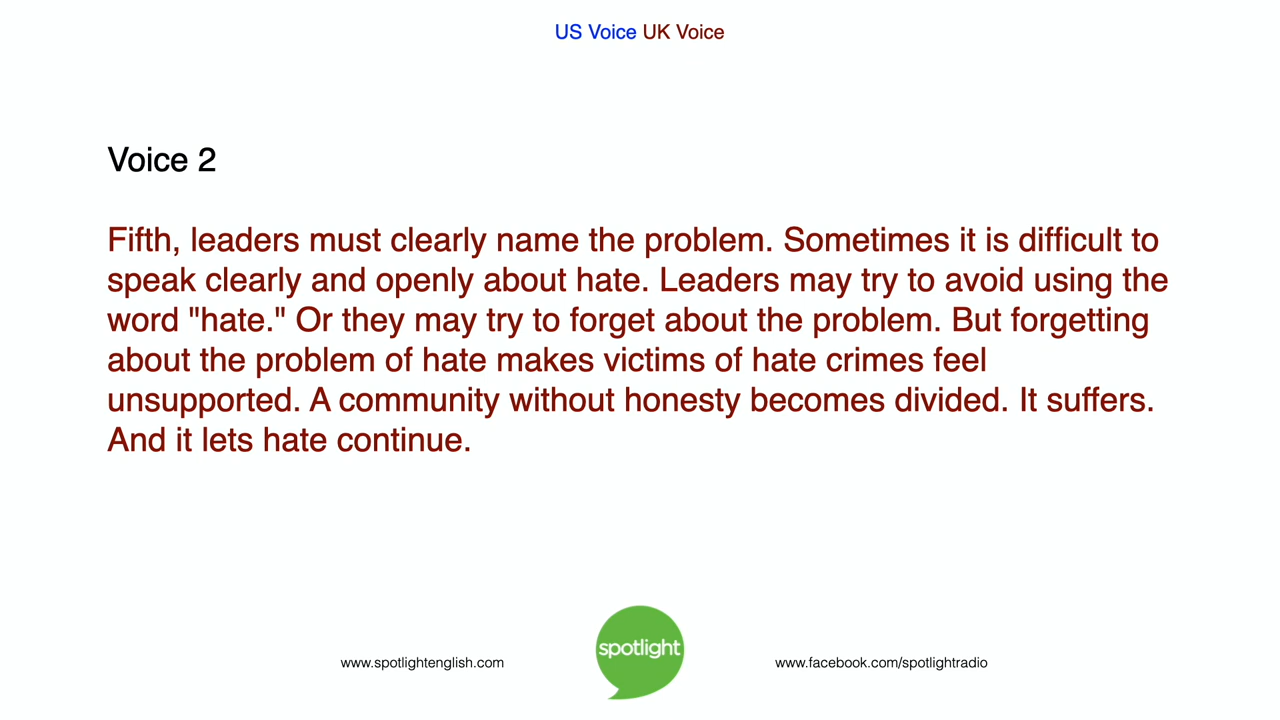 US Voice UK Voice
Voice 2
Fifth, leaders must clearly name the problem. Sometimes it is difficult to
speak clearly and openly about hate. Leaders may try to avoid using the
word "hate." Or they may try to forget about the problem. But forgetting
about the problem of hate makes victims of hate crimes feel
unsupported. A community without honesty becomes divided. It suffers.
And it lets hate continue.
spotlight
www.spotlightenglish.com
www.facebook.com/spotlightradio